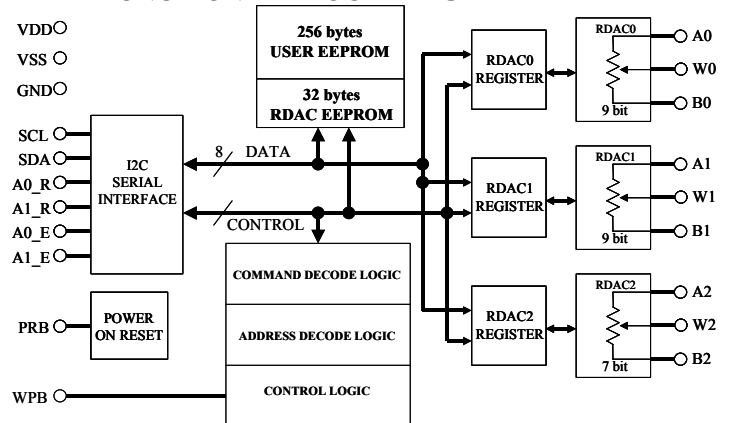 VDD
VSS
GND
SCL
SDA
A0_R
A1_R
A0_E
A1_E
PRB
WPB
I2C
SERIAL
INTERFACE
POWER
ON RESET
256 bytes
USER EEPROM
32 bytes
RDAC EEPROM
8 DATA
CONTROL
COMMAND DECODE LOGIC
ADDRESS DECODE LOGIC
CONTROL LOGIC
RDAC0
REGISTER
RDAC0
9 bit
A0
W0
B0
RDAC1
REGISTER
RDAC1
9 bit
A1
W1
B1
RDAC2
REGISTER
RDAC2
7 bit
A2
W2
B2